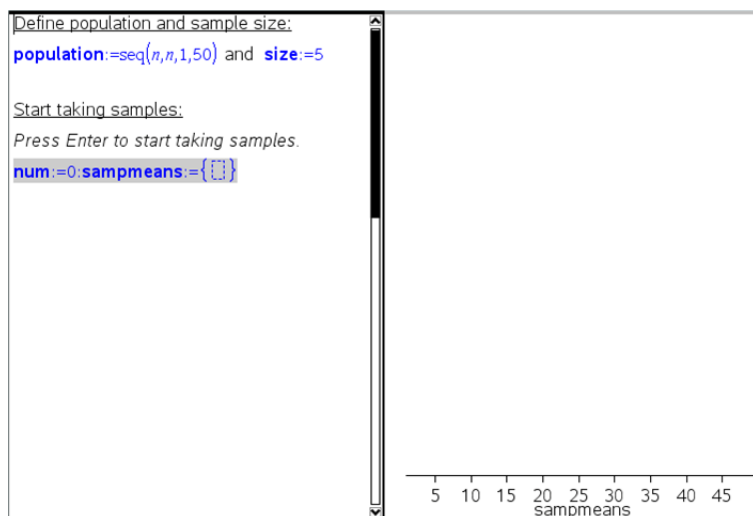 Define population and sample size:
population:=seq(n,n,1,50) and size:=5
Start taking samples:
Press Enter to start taking samples.
num:=0:sampmeans:={⬚}
5 10 15 20 25 30 35 40 45
sampmeans